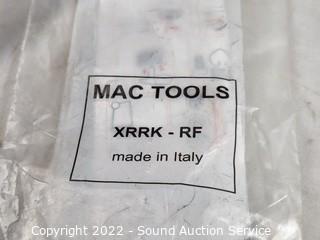 MAC TOOLS
XRRK - RF
made in Italy
Copyright 2022 - Sound Auction Service